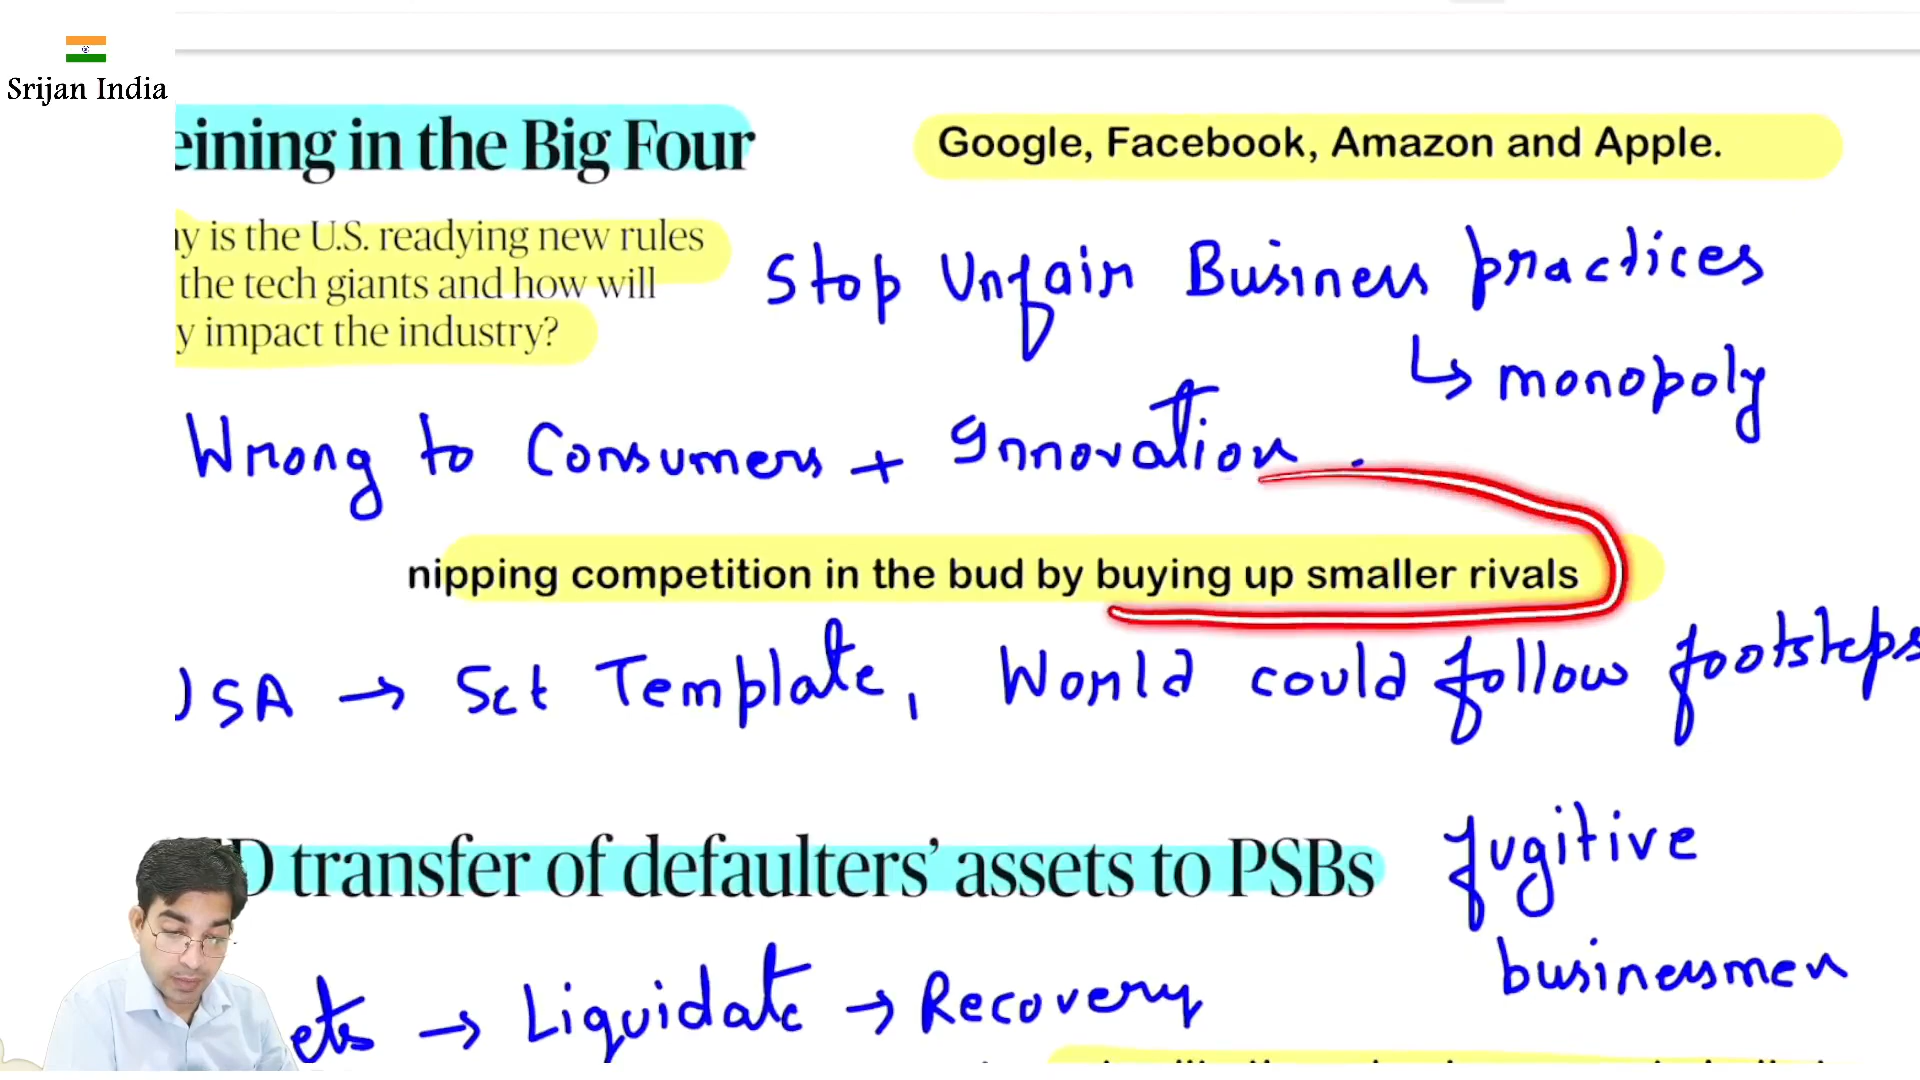 Srijan India
eining in the Big Four
Google, Facebook, Amazon and Apple.
y is the U.S. readying new rules
the tech giants and how will
y impact the industry?
Stop Unfair Business practices
↳ monopoly
Wrong to Consumers + Innovation.
nipping competition in the bud by buying up smaller rivals
USA → Set Template, World could follow footsteps
D transfer of defaulters' assets to PSBs
fugitive
businessmen
ets → Liquidate → Recovery